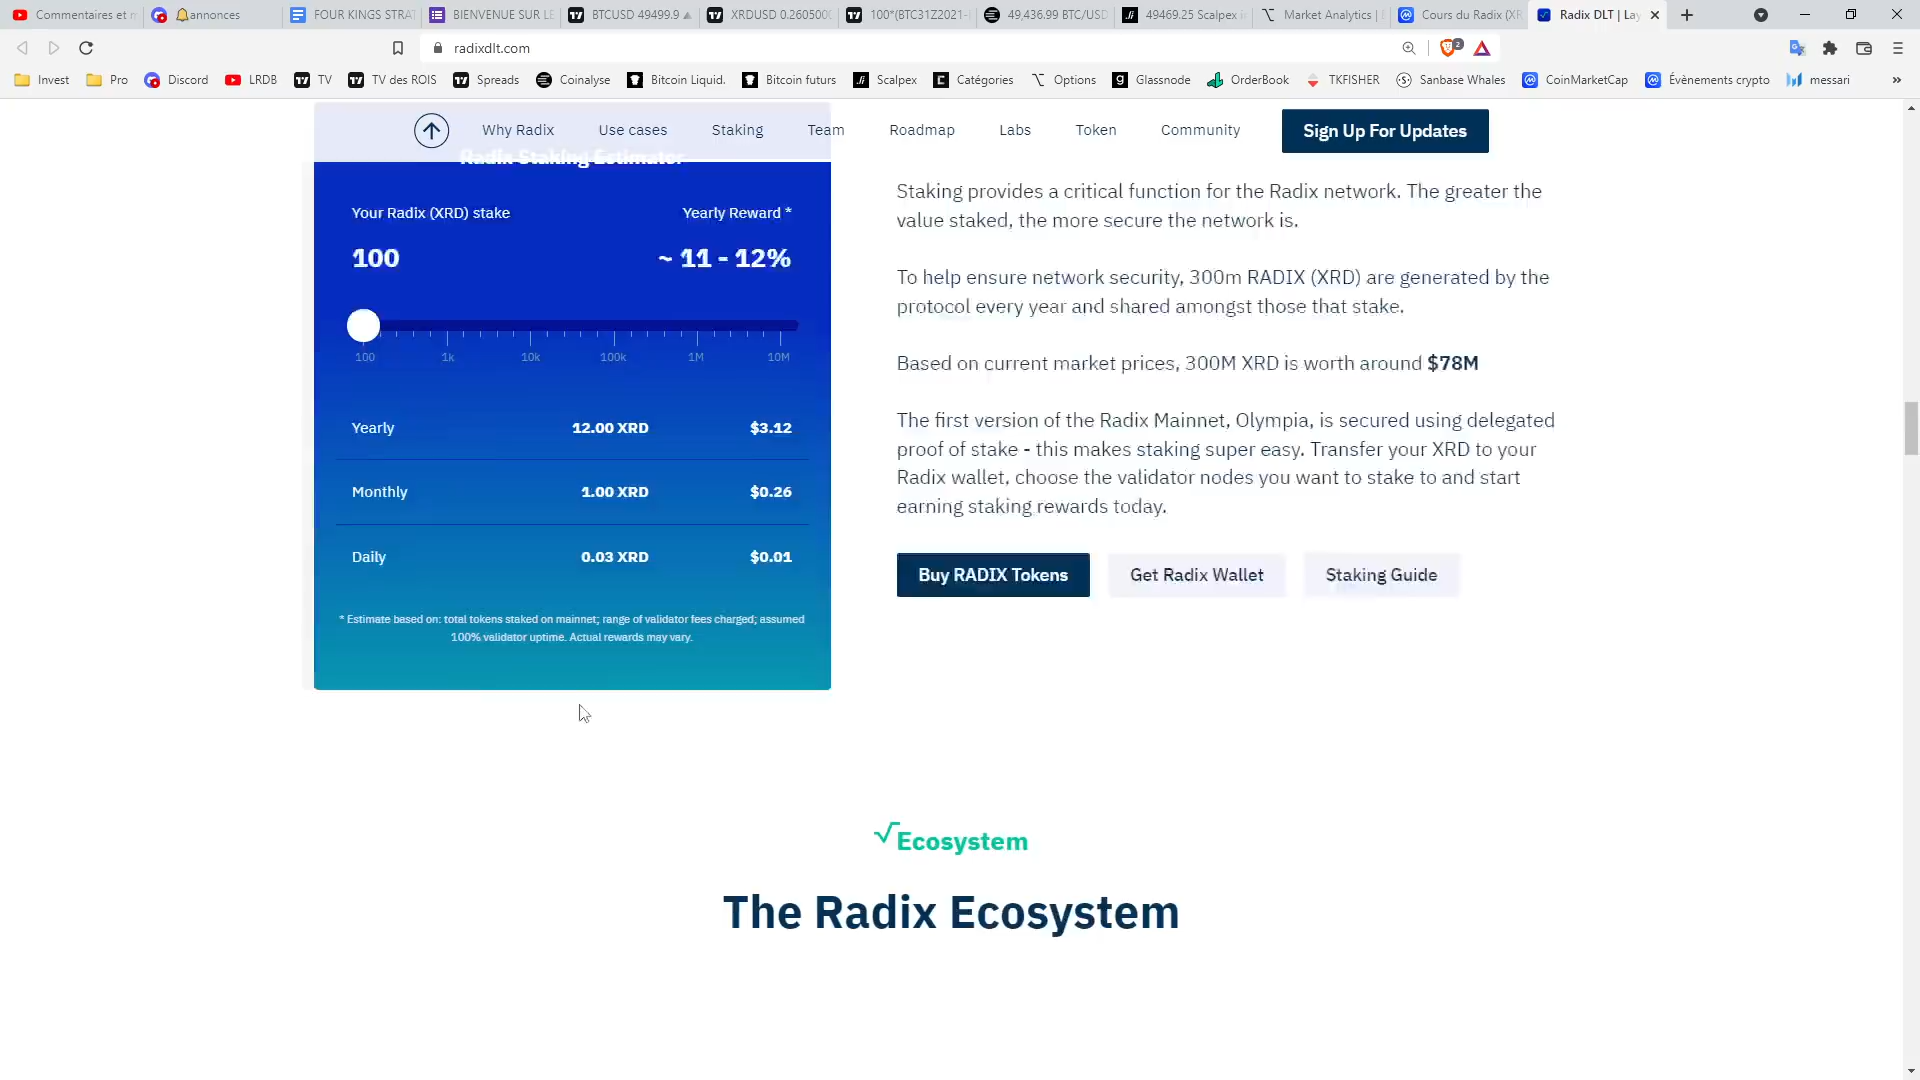 Commentaires et m
annonces
FOUR KINGS STRAT
BIENVENUE SUR LE
BTCUSD 49499.9
XRDUSD 0.260500
100*(BTC31Z2021-
49,436.99 BTC/USD
49469.25 Scalpex i
Market Analytics |
Cours du Radix (XR
Radix DLT | Lay
radixdlt.com
2
Invest
Pro
Discord
LRDB
TV
TV des ROIS
Spreads
Coinalyse
Bitcoin Liquid.
Bitcoin futurs
Scalpex
Catégories
Options
Glassnode
OrderBook
TKFISHER
Sanbase Whales
CoinMarketCap
Évènements crypto
messari
»
Why Radix
Use cases
Staking
Team
Roadmap
Labs
Token
Community
Sign Up For Updates
Radix Staking Estimator
Your Radix (XRD) stake
Yearly Reward *
100
~ 11 - 12%
100 1k 10k 100k 1M 10M
Yearly 12.00 XRD $3.12
Monthly 1.00 XRD $0.26
Daily 0.03 XRD $0.01
* Estimate based on: total tokens staked on mainnet; range of validator fees charged; assumed
100% validator uptime. Actual rewards may vary.
Staking provides a critical function for the Radix network. The greater the
value staked, the more secure the network is.
To help ensure network security, 300m RADIX (XRD) are generated by the
protocol every year and shared amongst those that stake.
Based on current market prices, 300M XRD is worth around $78M
The first version of the Radix Mainnet, Olympia, is secured using delegated
proof of stake - this makes staking super easy. Transfer your XRD to your
Radix wallet, choose the validator nodes you want to stake to and start
earning staking rewards today.
Buy RADIX Tokens
Get Radix Wallet
Staking Guide
Ecosystem
The Radix Ecosystem